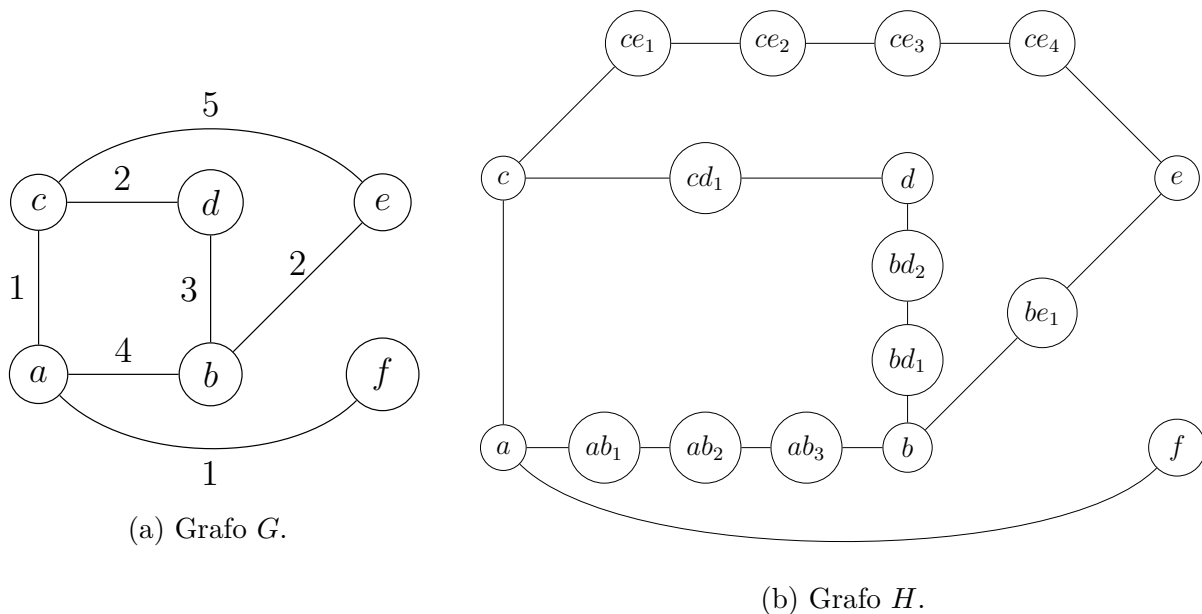 ce₁ ce₂ ce₃ ce₄
5
c 2 d e
c cd₁ d e
1 3 2
bd₂
be₁
bd₁
a 4 b f
a ab₁ ab₂ ab₃ b f
1
(a) Grafo G.
(b) Grafo H.